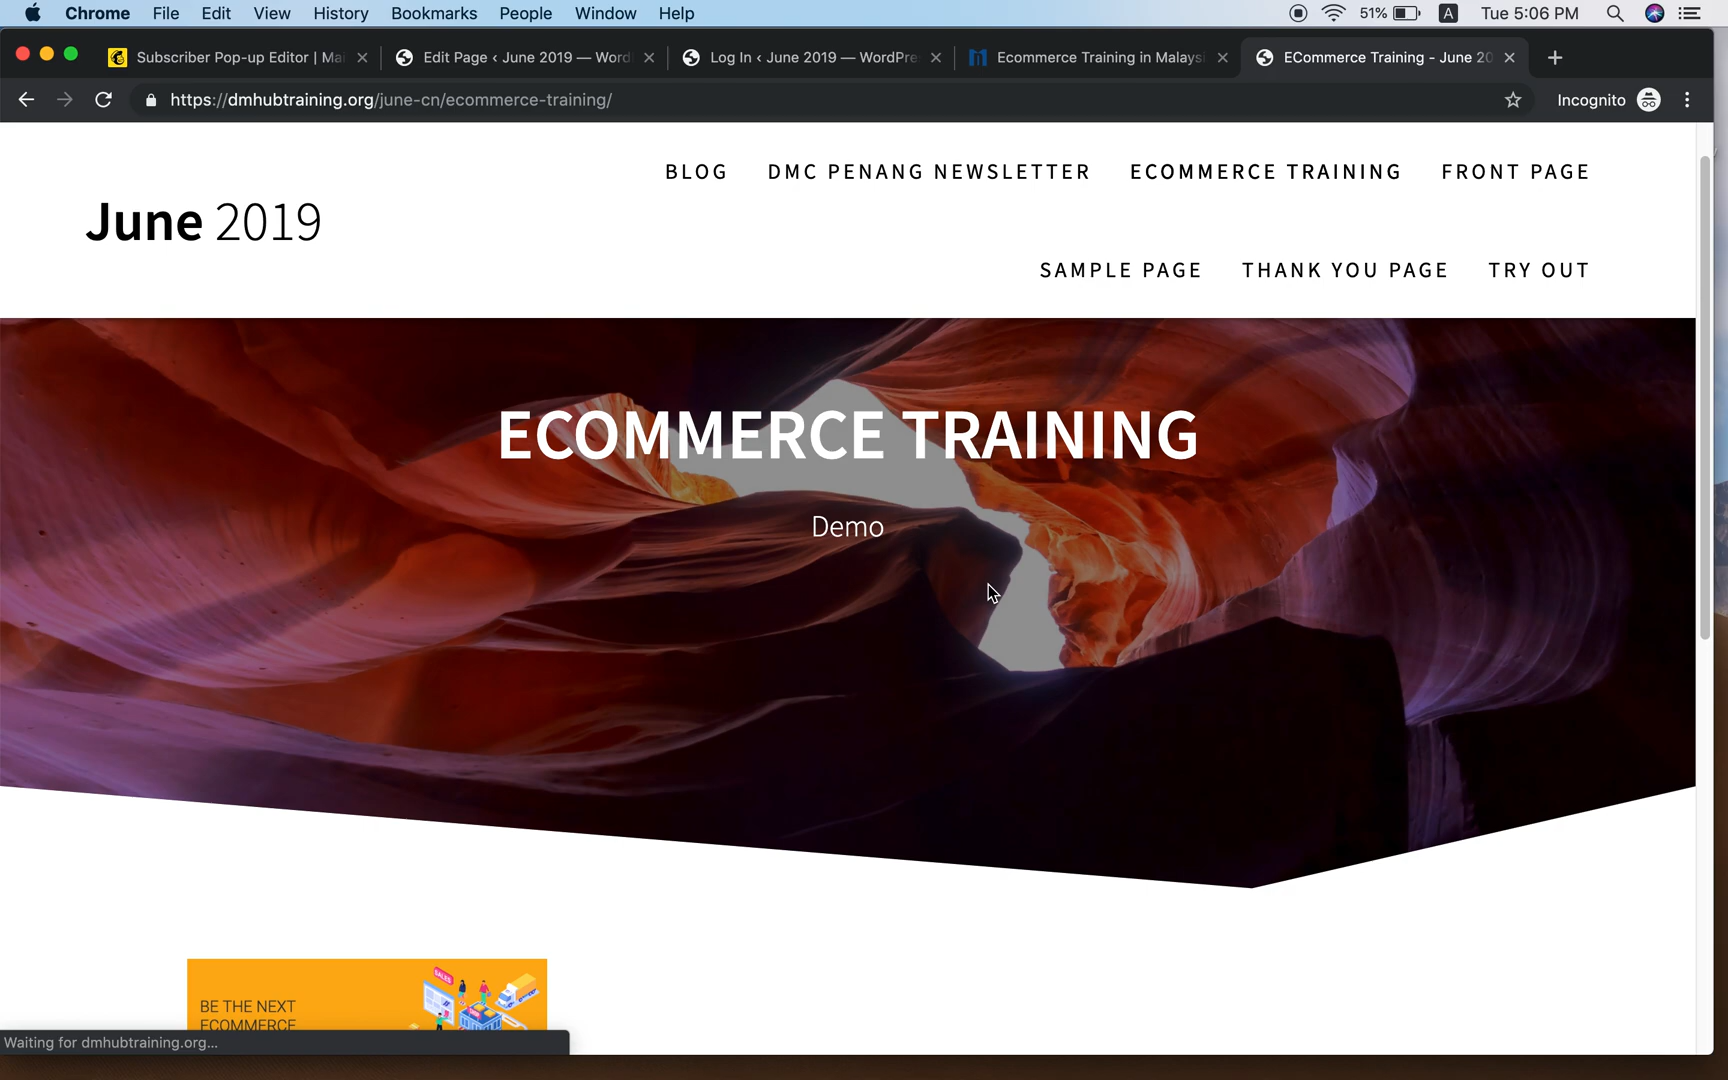 Chrome File Edit View History Bookmarks People Window Help 51% A Tue 5:06 PM
Subscriber Pop-up Editor | Ma Edit Page ‹ June 2019 — Word Log In ‹ June 2019 — WordPre Ecommerce Training in Malays ECommerce Training - June 20
https://dmhubtraining.org/june-cn/ecommerce-training/ Incognito
BLOG DMC PENANG NEWSLETTER ECOMMERCE TRAINING FRONT PAGE
June 2019
SAMPLE PAGE THANK YOU PAGE TRY OUT
ECOMMERCE TRAINING
Demo
SALES
BE THE NEXT
ECOMMERCE
Waiting for dmhubtraining.org...